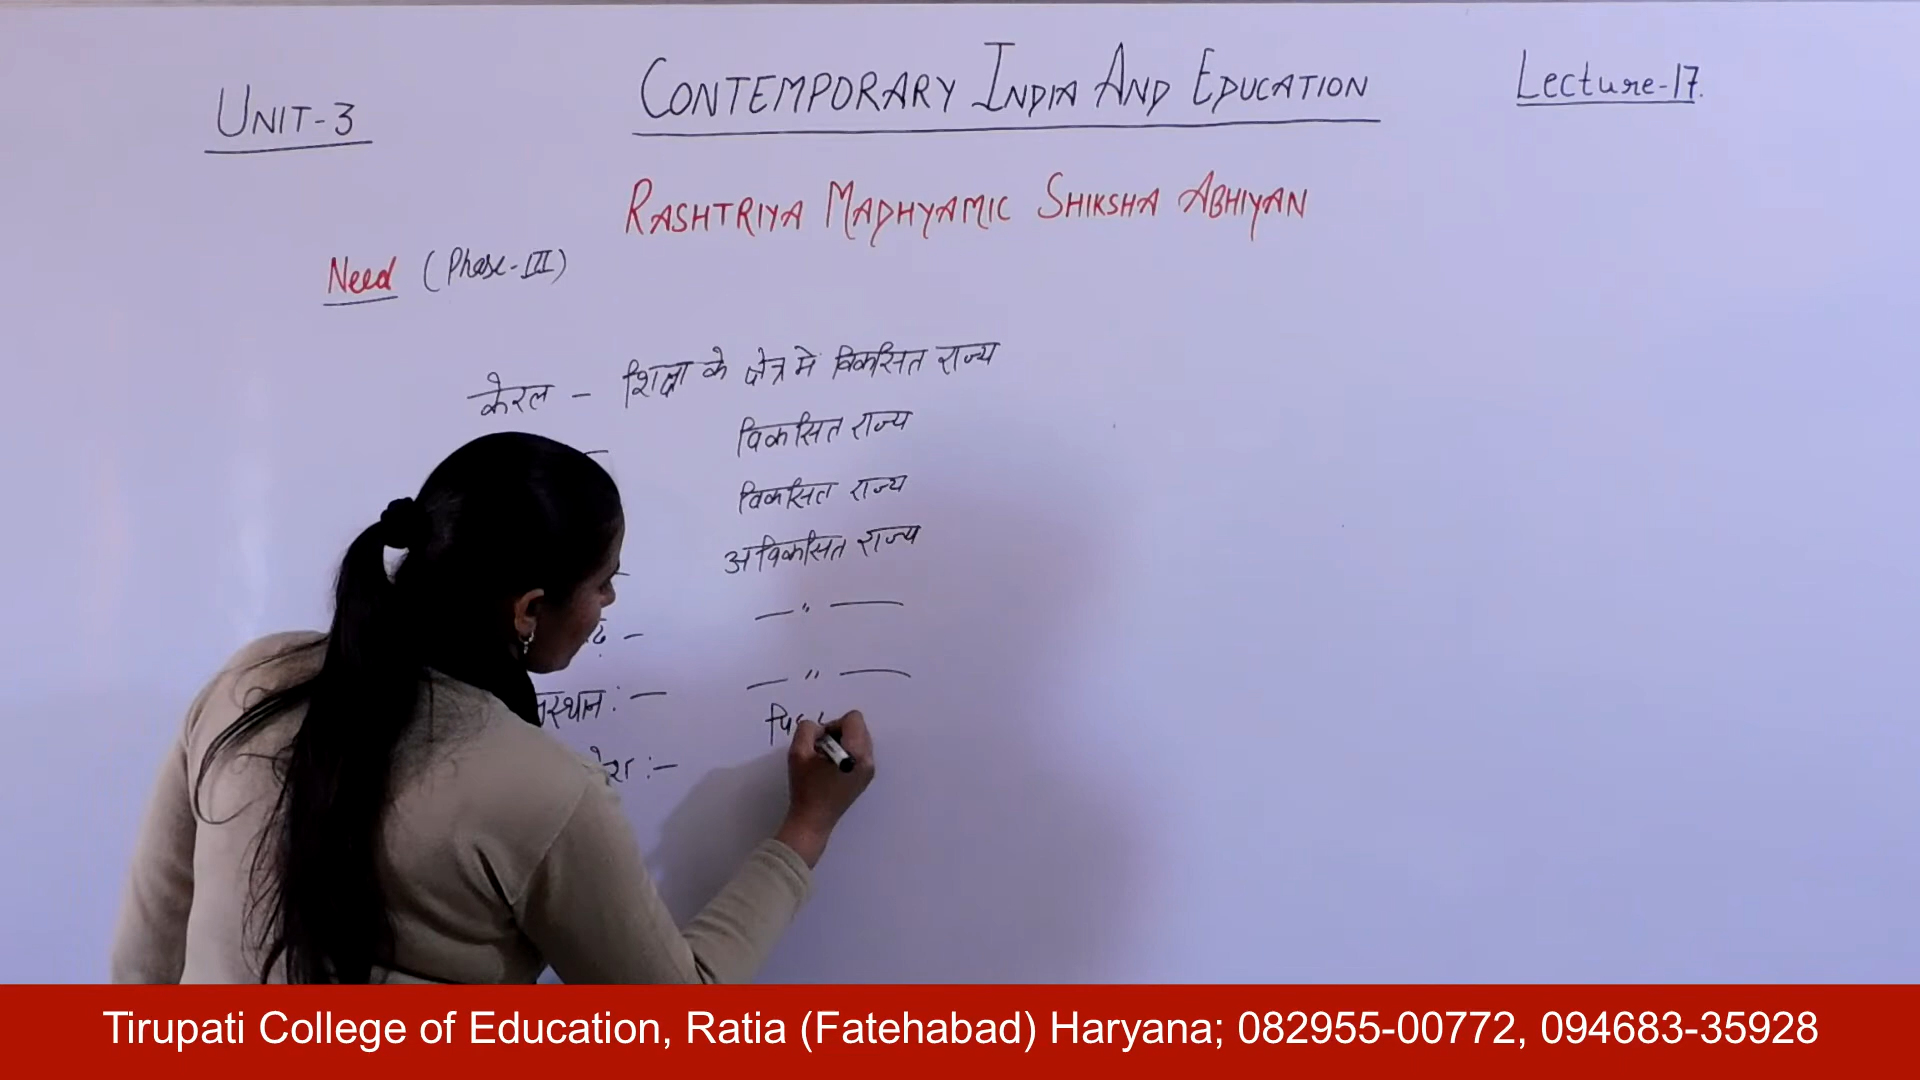 UNIT-3
CONTEMPORARY INDIA AND EDUCATION
Lecture-17.
RASHTRIYA MADHYAMIC SHIKSHA ABHIYAN
Need (Phase-III)
केरल - शिक्षा के क्षेत्र में विकसित राज्य
- विकसित राज्य
विकसित राज्य
- अविकसित राज्य
- — " —
:- — " —
:-
Tirupati College of Education, Ratia (Fatehabad) Haryana; 082955-00772, 094683-35928